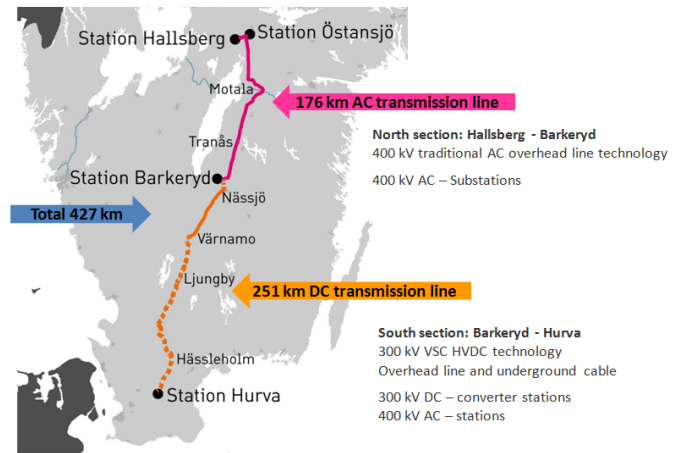 Station Hallsberg
Station Östansjö
Motala
176 km AC transmission line
North section: Hallsberg - Barkeryd
400 kV traditional AC overhead line technology
400 kV AC – Substations
Tranås
Station Barkeryd
Nässjö
Total 427 km
Värnamo
Ljungby
251 km DC transmission line
South section: Barkeryd - Hurva
300 kV VSC HVDC technology
Overhead line and underground cable
300 kV DC – converter stations
400 kV AC – stations
Hässleholm
Station Hurva